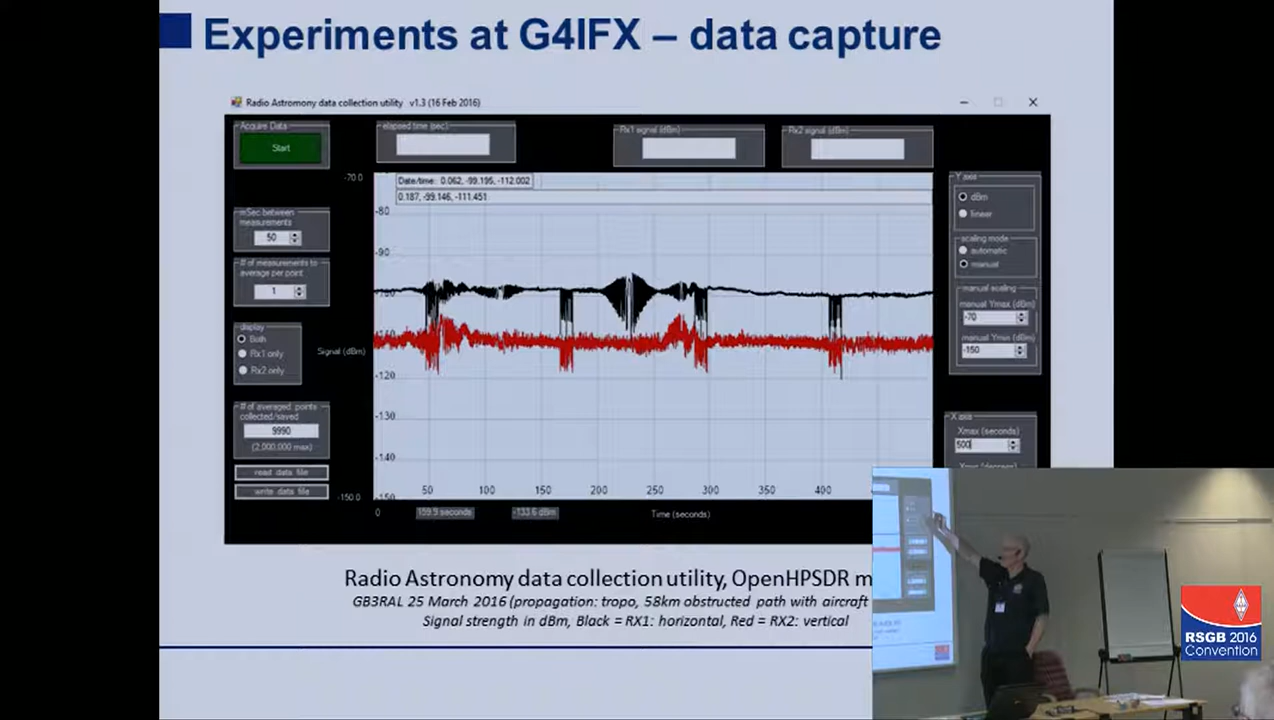 Experiments at G4IFX – data capture
Radio Astromony data collection utility v1.3 (16 Feb 2016)
Acquire Data
Start
elapsed time (sec)
Rx1 signal (dBm)
Rx2 signal (dBm)
-70.0
Date/time: 0.062, -99.195, -112.002
0.187, -99.146, -111.451
mSec between
measurements
50
# of measurements to
average per point
1
display
Both
Rx1 only
Rx2 only
# of averaged points
collected/saved
9990
(2,000,000 max)
read data file
write data file
Signal (dBm)
-80
-90
-120
-130
-140
-150.0
50
100
150
200
250
300
350
400
0
159.9 seconds
-133.6 dBm
Time (seconds)
Y axis
dBm
linear
scaling mode
automatic
manual
manual scaling
manual Ymax (dBm)
-70
manual Ymin (dBm)
-150
X axis
Xmax (seconds)
500
Radio Astronomy data collection utility, OpenHPSDR
GB3RAL 25 March 2016 (propagation: tropo, 58km obstructed path with aircraft
Signal strength in dBm, Black = RX1: horizontal, Red = RX2: vertical
RSGB 2016
Convention